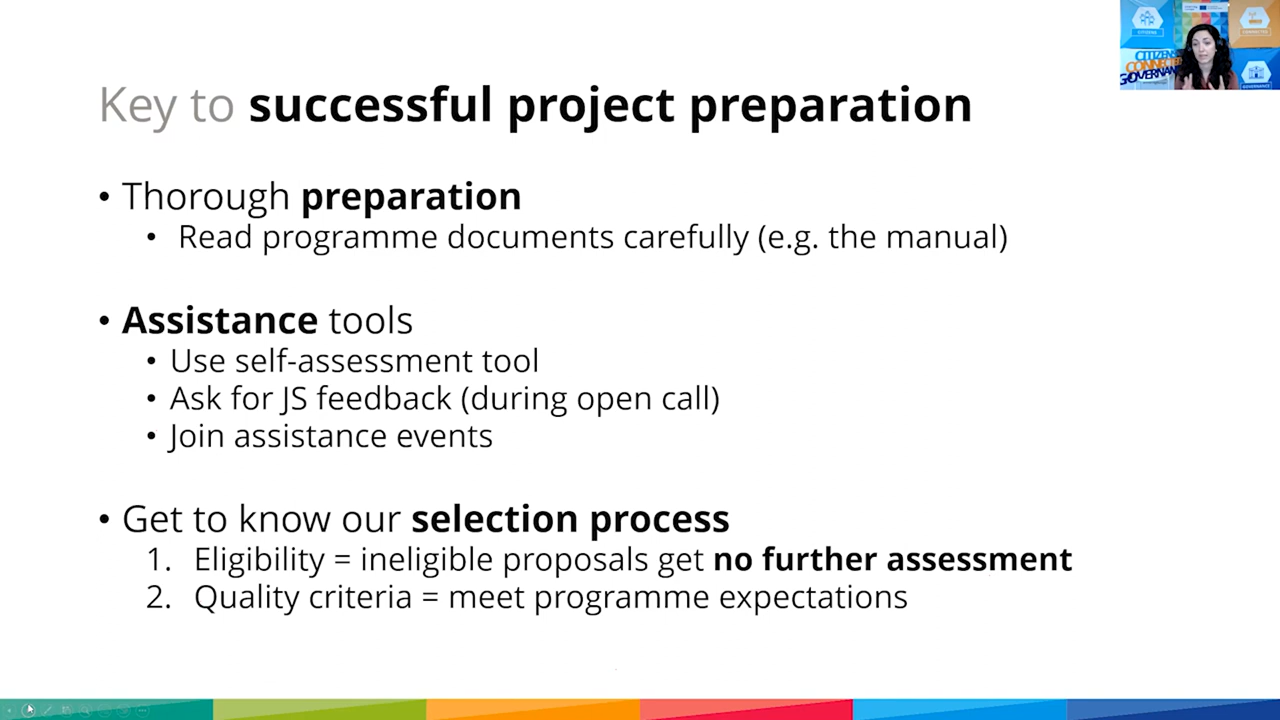 Key to successful project preparation
• Thorough preparation
• Read programme documents carefully (e.g. the manual)
• Assistance tools
• Use self-assessment tool
• Ask for JS feedback (during open call)
• Join assistance events
• Get to know our selection process
1. Eligibility = ineligible proposals get no further assessment
2. Quality criteria = meet programme expectations
CITIZENS
GOVERNANCE